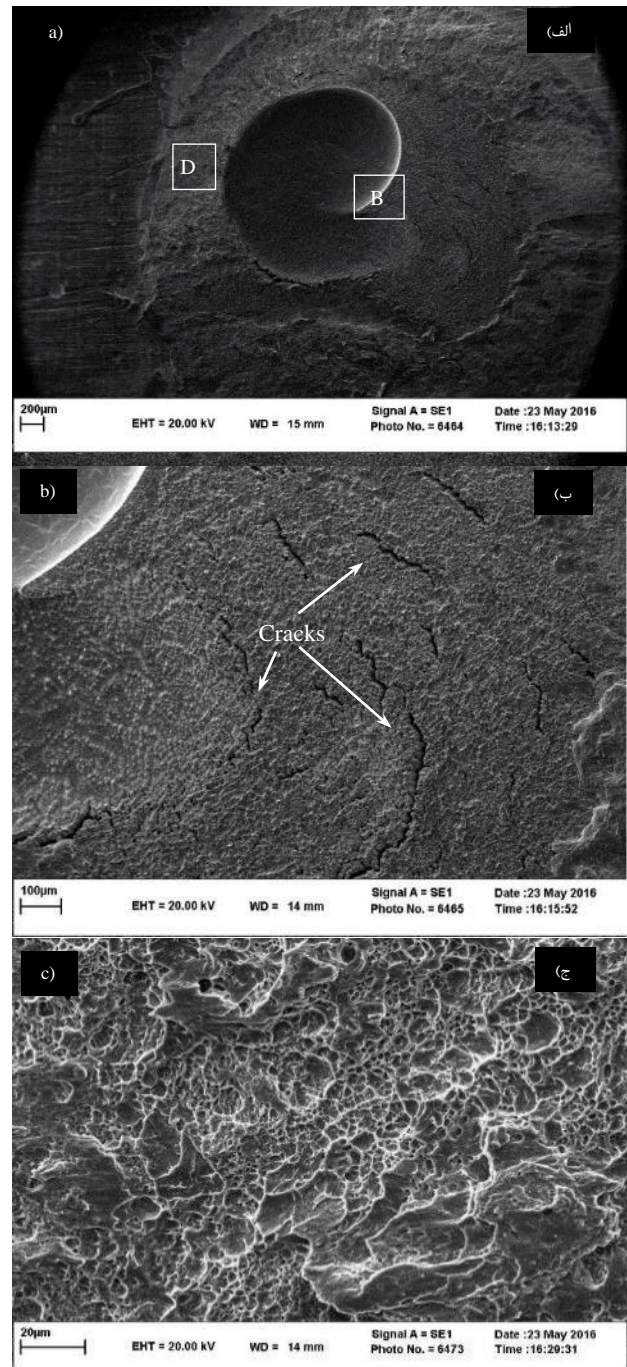 a) الف)
D
B
200µm
EHT = 20.00 kV WD = 15 mm Signal A = SE1 Date :23 May 2016
Photo No. = 6464 Time :16:13:29
b) ب)
Cracks
100µm
EHT = 20.00 kV WD = 14 mm Signal A = SE1 Date :23 May 2016
Photo No. = 6465 Time :16:15:52
c) ج)
20µm
EHT = 20.00 kV WD = 14 mm Signal A = SE1 Date :23 May 2016
Photo No. = 6473 Time :16:29:31